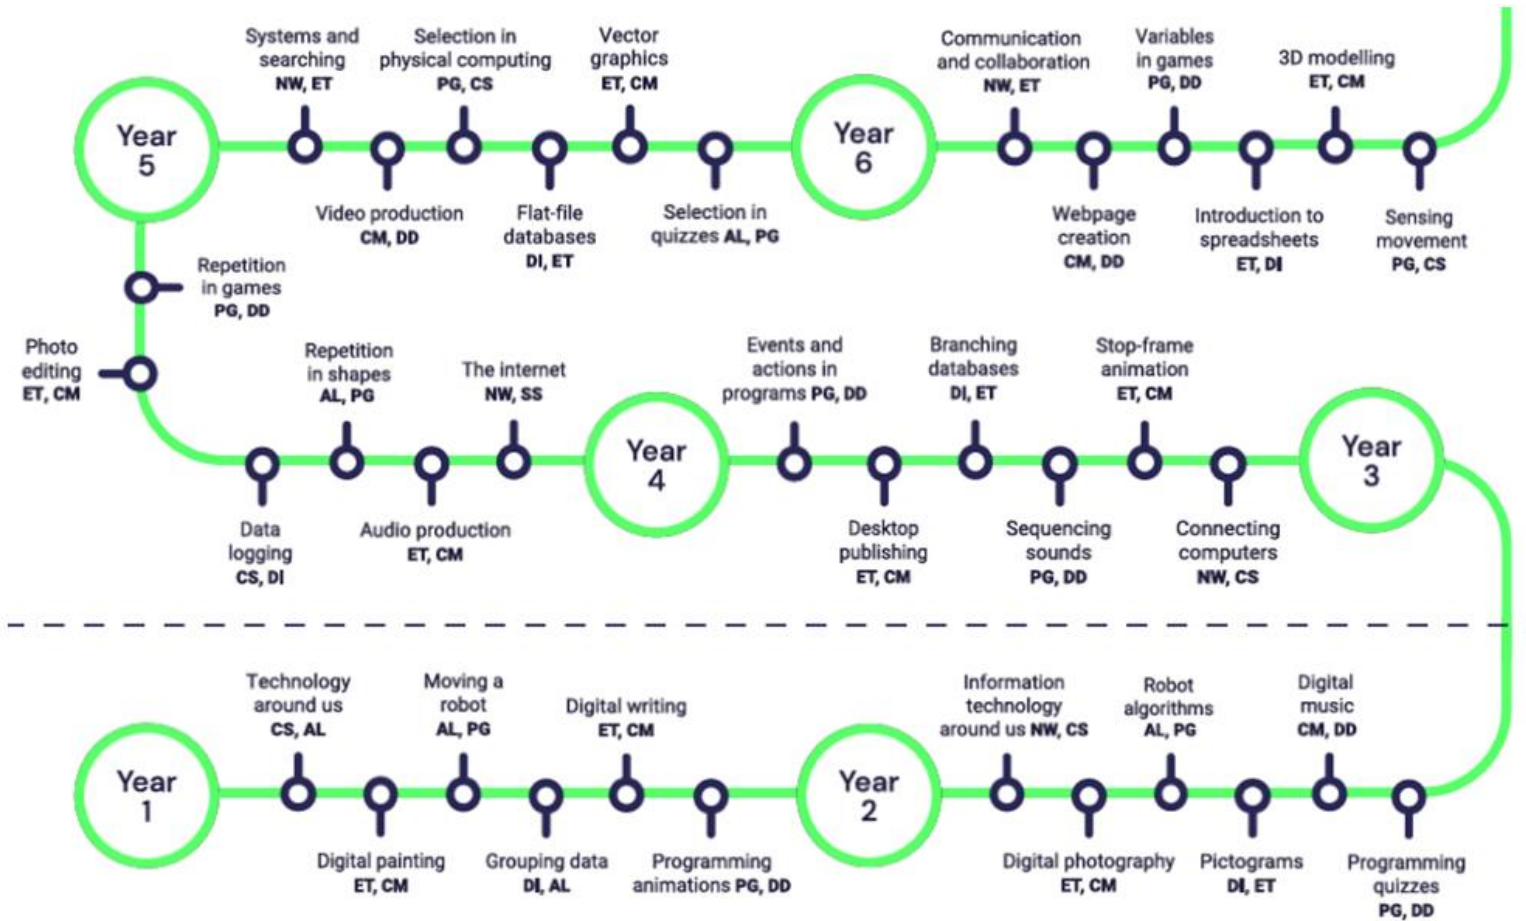 Systems and
searching
NW, ET
Selection in
physical computing
PG, CS
Vector
graphics
ET, CM
Communication
and collaboration
NW, ET
Variables
in games
PG, DD
3D modelling
ET, CM
Year
5
Year
6
Video production
CM, DD
Flat-file
databases
DI, ET
Selection in
quizzes AL, PG
Webpage
creation
CM, DD
Introduction to
spreadsheets
ET, DI
Sensing
movement
PG, CS
Repetition
in games
PG, DD
Photo
editing
ET, CM
Repetition
in shapes
AL, PG
The internet
NW, SS
Events and
actions in
programs PG, DD
Branching
databases
DI, ET
Stop-frame
animation
ET, CM
Year
4
Year
3
Data
logging
CS, DI
Audio production
ET, CM
Desktop
publishing
ET, CM
Sequencing
sounds
PG, DD
Connecting
computers
NW, CS
Technology
around us
CS, AL
Moving a
robot
AL, PG
Digital writing
ET, CM
Information
technology
around us NW, CS
Robot
algorithms
AL, PG
Digital
music
CM, DD
Year
1
Year
2
Digital painting
ET, CM
Grouping data
DI, AL
Programming
animations PG, DD
Digital photography
ET, CM
Pictograms
DI, ET
Programming
quizzes
PG, DD